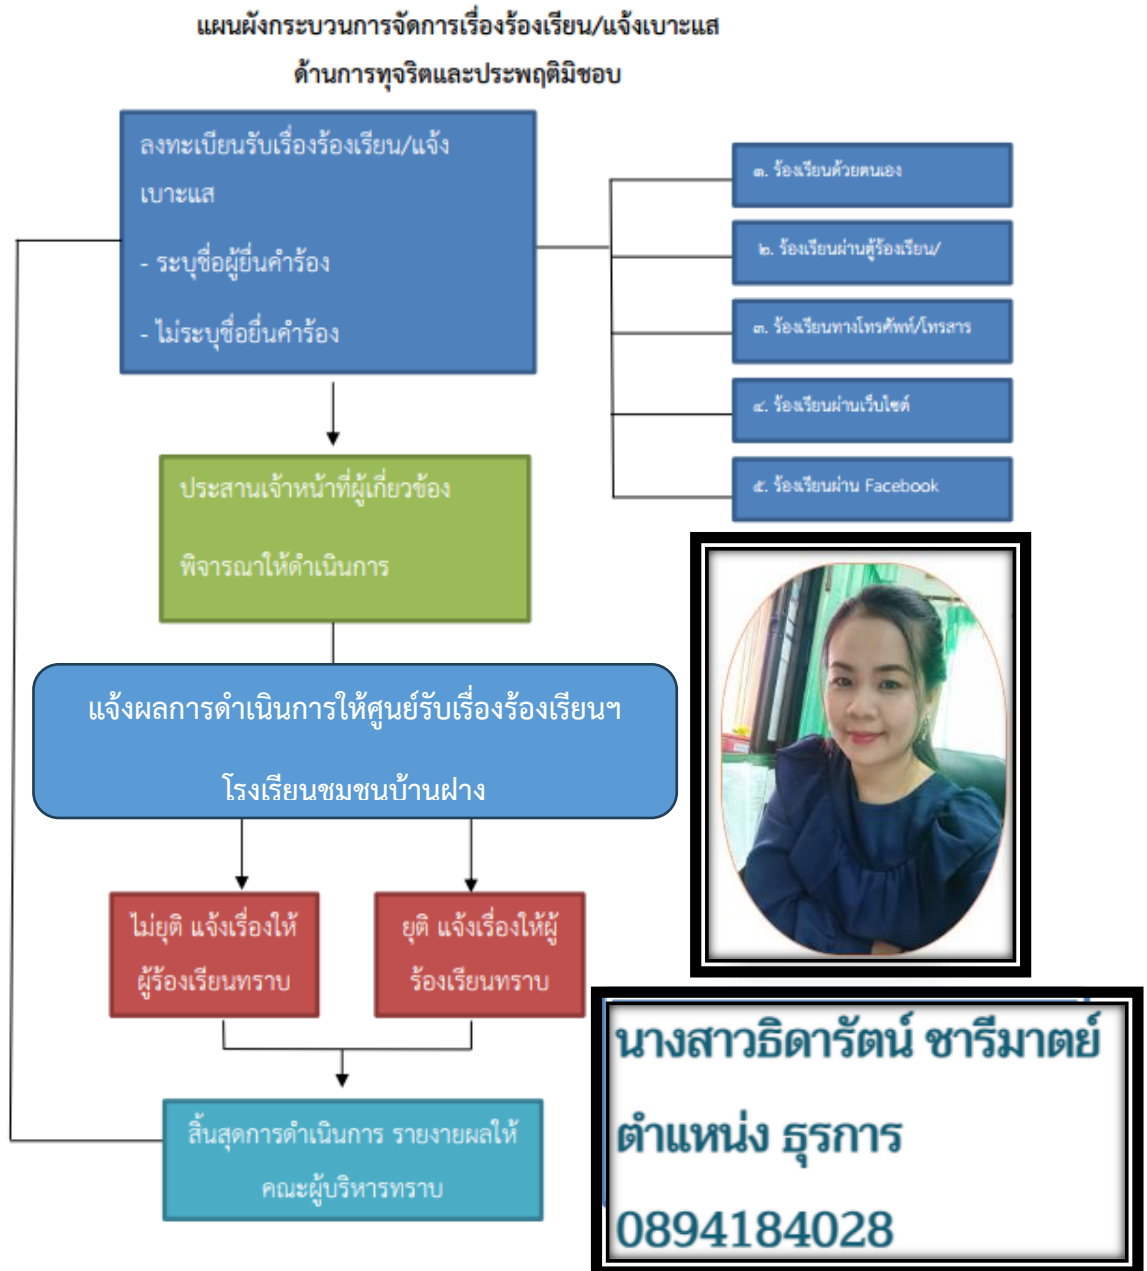 แผนผังกระบวนการจัดการเรื่องร้องเรียน/แจ้งเบาะแส
ด้านการทุจริตและประพฤติมิชอบ
ลงทะเบียนรับเรื่องร้องเรียน/แจ้ง
เบาะแส
- ระบุชื่อผู้ยื่นคำร้อง
- ไม่ระบุชื่อยื่นคำร้อง
๑. ร้องเรียนด้วยตนเอง
๒. ร้องเรียนผ่านตู้ร้องเรียน/
๓. ร้องเรียนทางโทรศัพท์/โทรสาร
๔. ร้องเรียนผ่านเว็บไซต์
๕. ร้องเรียนผ่าน Facebook
ประสานเจ้าหน้าที่ผู้เกี่ยวข้อง
พิจารณาให้ดำเนินการ
แจ้งผลการดำเนินการให้ศูนย์รับเรื่องร้องเรียนฯ
โรงเรียนชุมชนบ้านฝาง
ไม่ยุติ แจ้งเรื่องให้
ผู้ร้องเรียนทราบ
ยุติ แจ้งเรื่องให้ผู้
ร้องเรียนทราบ
สิ้นสุดการดำเนินการ รายงายผลให้
คณะผู้บริหารทราบ
นางสาวธิดารัตน์ ชารีมาตย์
ตำแหน่ง ธุรการ
0894184028